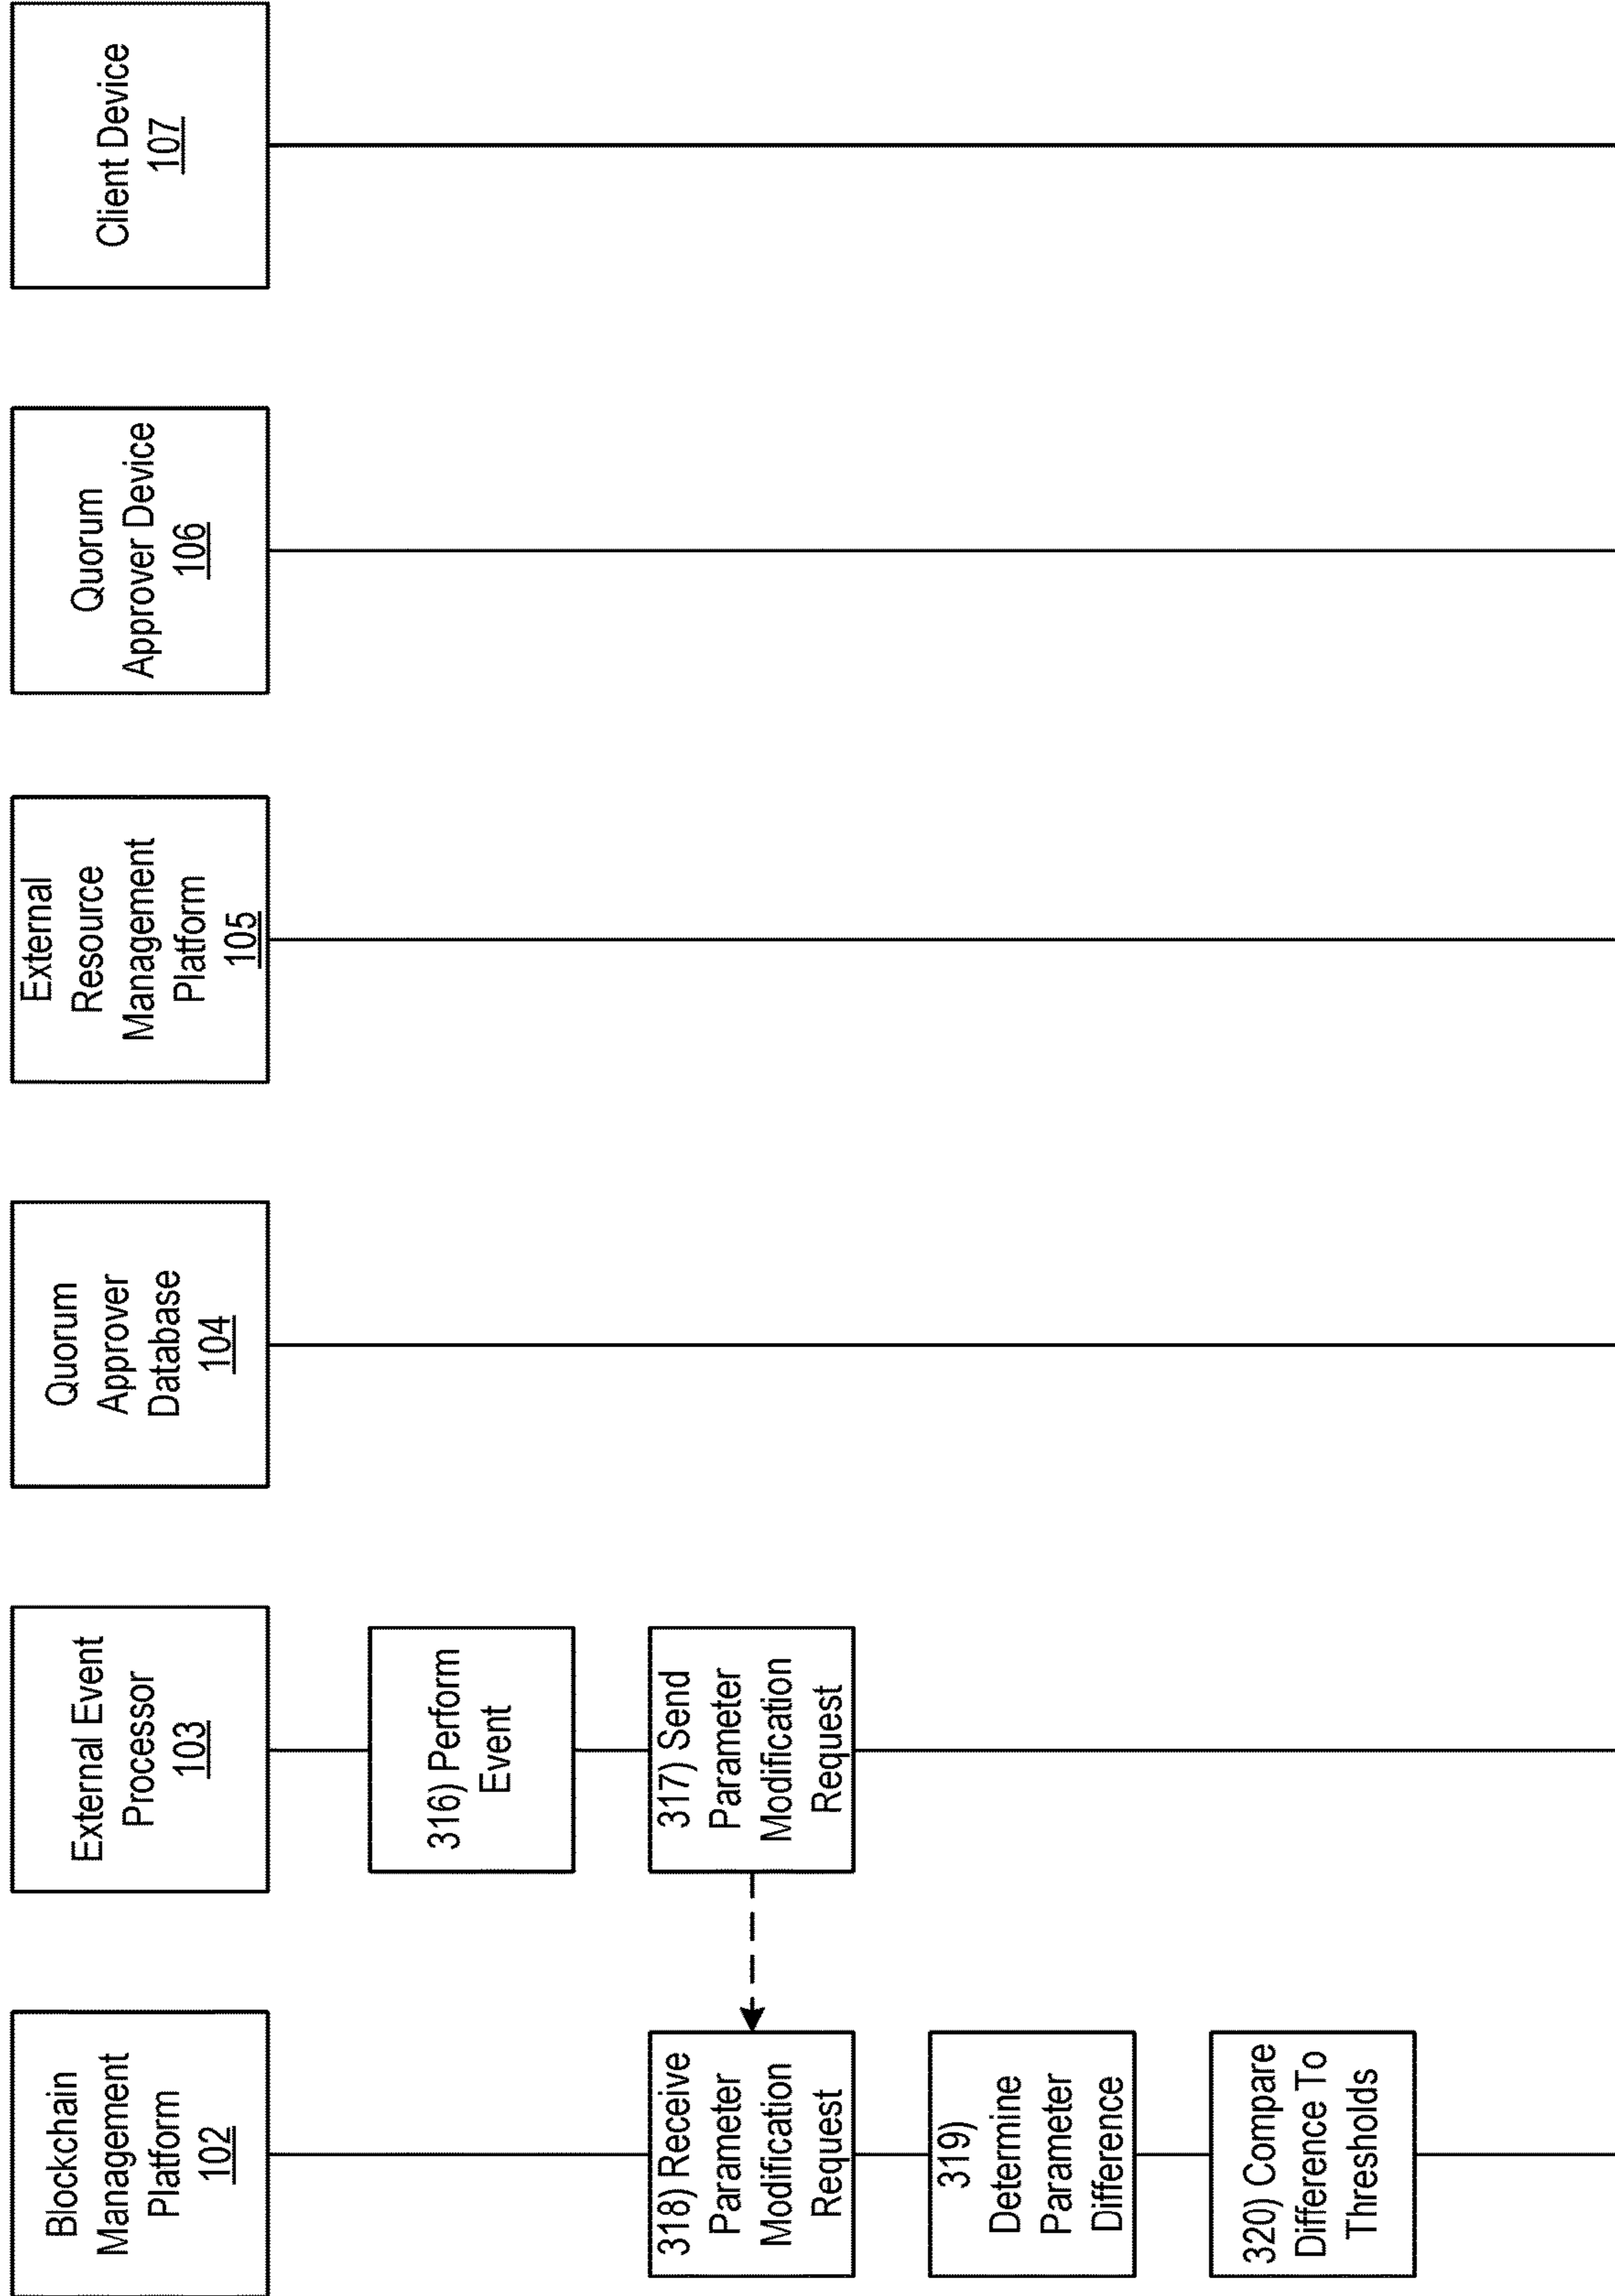 Blockchain
Management
Platform
102
External Event
Processor
103
Quorum
Approver
Database
104
External
Resource
Management
Platform
105
Quorum
Approver Device
106
Client Device
107
316) Perform
Event
317) Send
Parameter
Modification
Request
318) Receive
Parameter
Modification
Request
319)
Determine
Parameter
Difference
320) Compare
Difference To
Thresholds